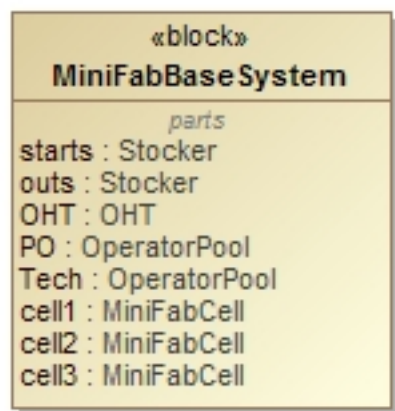 «block»
MiniFabBaseSystem
parts
starts : Stocker
outs : Stocker
OHT : OHT
PO : OperatorPool
Tech : OperatorPool
cell1 : MiniFabCell
cell2 : MiniFabCell
cell3 : MiniFabCell